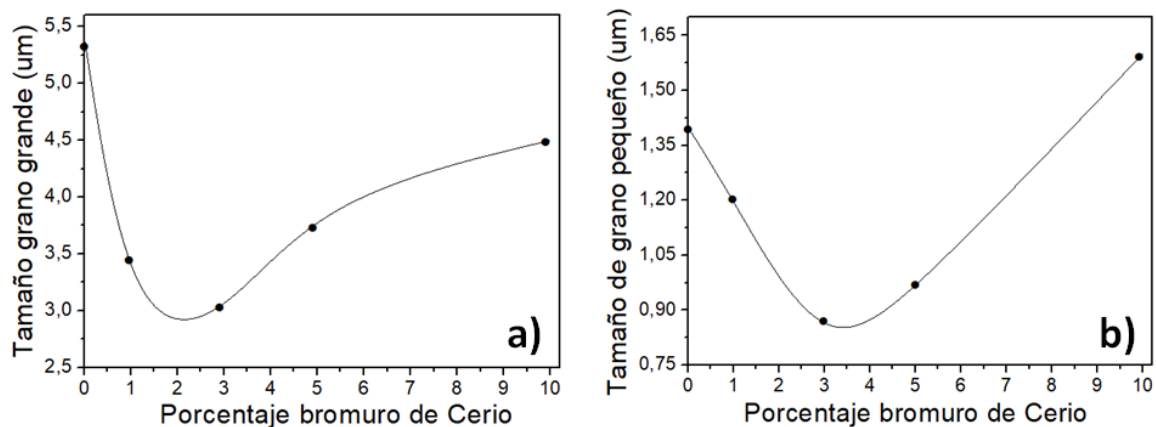 Tamaño grano grande (um)
5,5
5,0
4,5
4,0
3,5
3,0
2,5
0 1 2 3 4 5 6 7 8 9 10
Porcentaje bromuro de Cerio
a)
Tamaño de grano pequeño (um)
1,65
1,50
1,35
1,20
1,05
0,90
0,75
0 1 2 3 4 5 6 7 8 9 10
Porcentaje bromuro de Cerio
b)